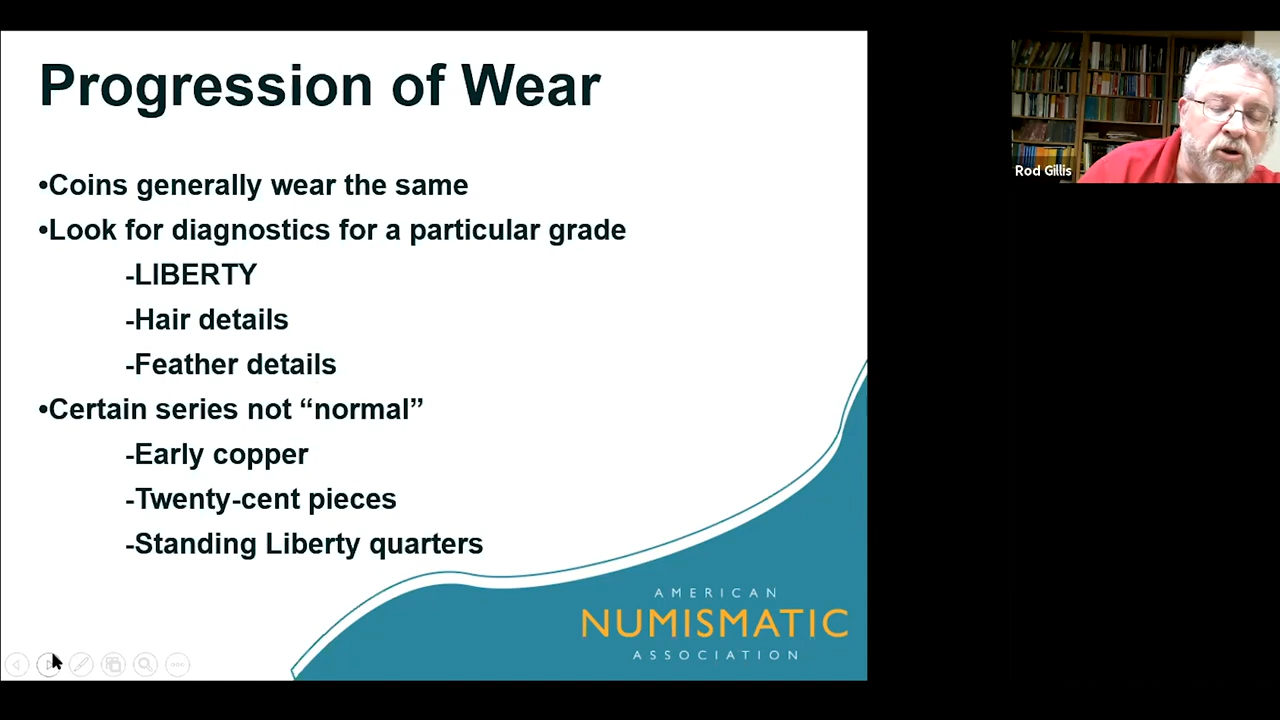 Progression of Wear
•Coins generally wear the same
•Look for diagnostics for a particular grade
-LIBERTY
-Hair details
-Feather details
•Certain series not “normal”
-Early copper
-Twenty-cent pieces
-Standing Liberty quarters
AMERICAN
NUMISMATIC
ASSOCIATION
Rod Gillis